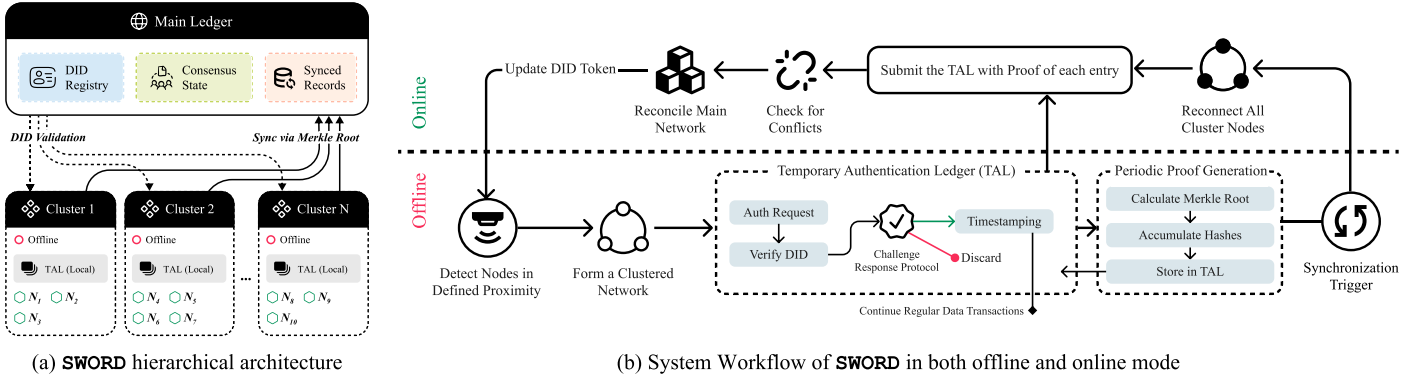 Main Ledger
DID
Registry
Consensus
State
Synced
Records
DID Validation
Sync via Merkle Root
Cluster 1
Offline
TAL (Local)
N1 N2
N3
Cluster 2
Offline
TAL (Local)
N4 N5
N6 N7
...
Cluster N
Offline
TAL (Local)
N8 N9
N10
(a) SWORD hierarchical architecture
Online
Update DID Token
Reconcile Main
Network
Check for
Conflicts
Submit the TAL with Proof of each entry
Reconnect All
Cluster Nodes
Offline
Detect Nodes in
Defined Proximity
Form a Clustered
Network
Temporary Authentication Ledger (TAL)
Auth Request
Verify DID
Challenge
Response Protocol
Timestamping
Discard
Continue Regular Data Transactions
Periodic Proof Generation
Calculate Merkle Root
Accumulate Hashes
Store in TAL
Synchronization
Trigger
(b) System Workflow of SWORD in both offline and online mode